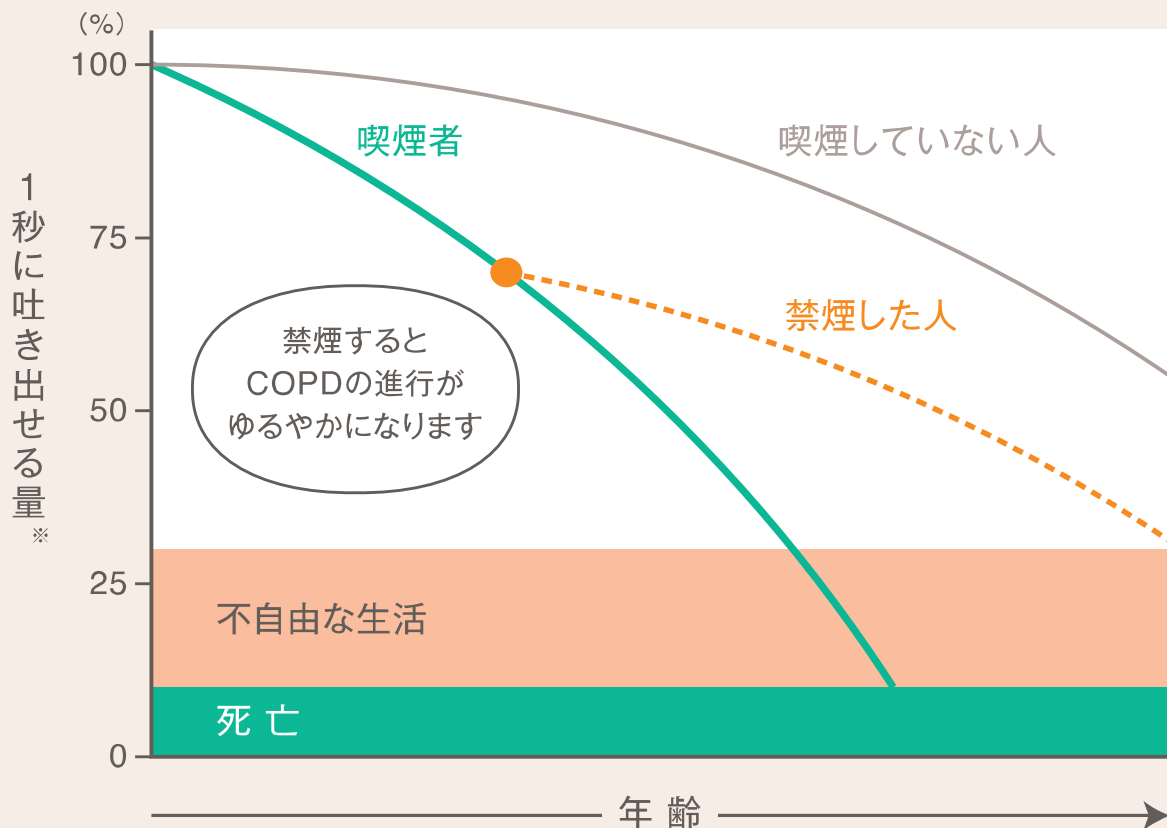 (%)
100
75
50
25
0
1秒に吐き出せる量※
喫煙者
喫煙していない人
禁煙した人
禁煙すると
COPDの進行が
ゆるやかになります
不自由な生活
死亡
年齢